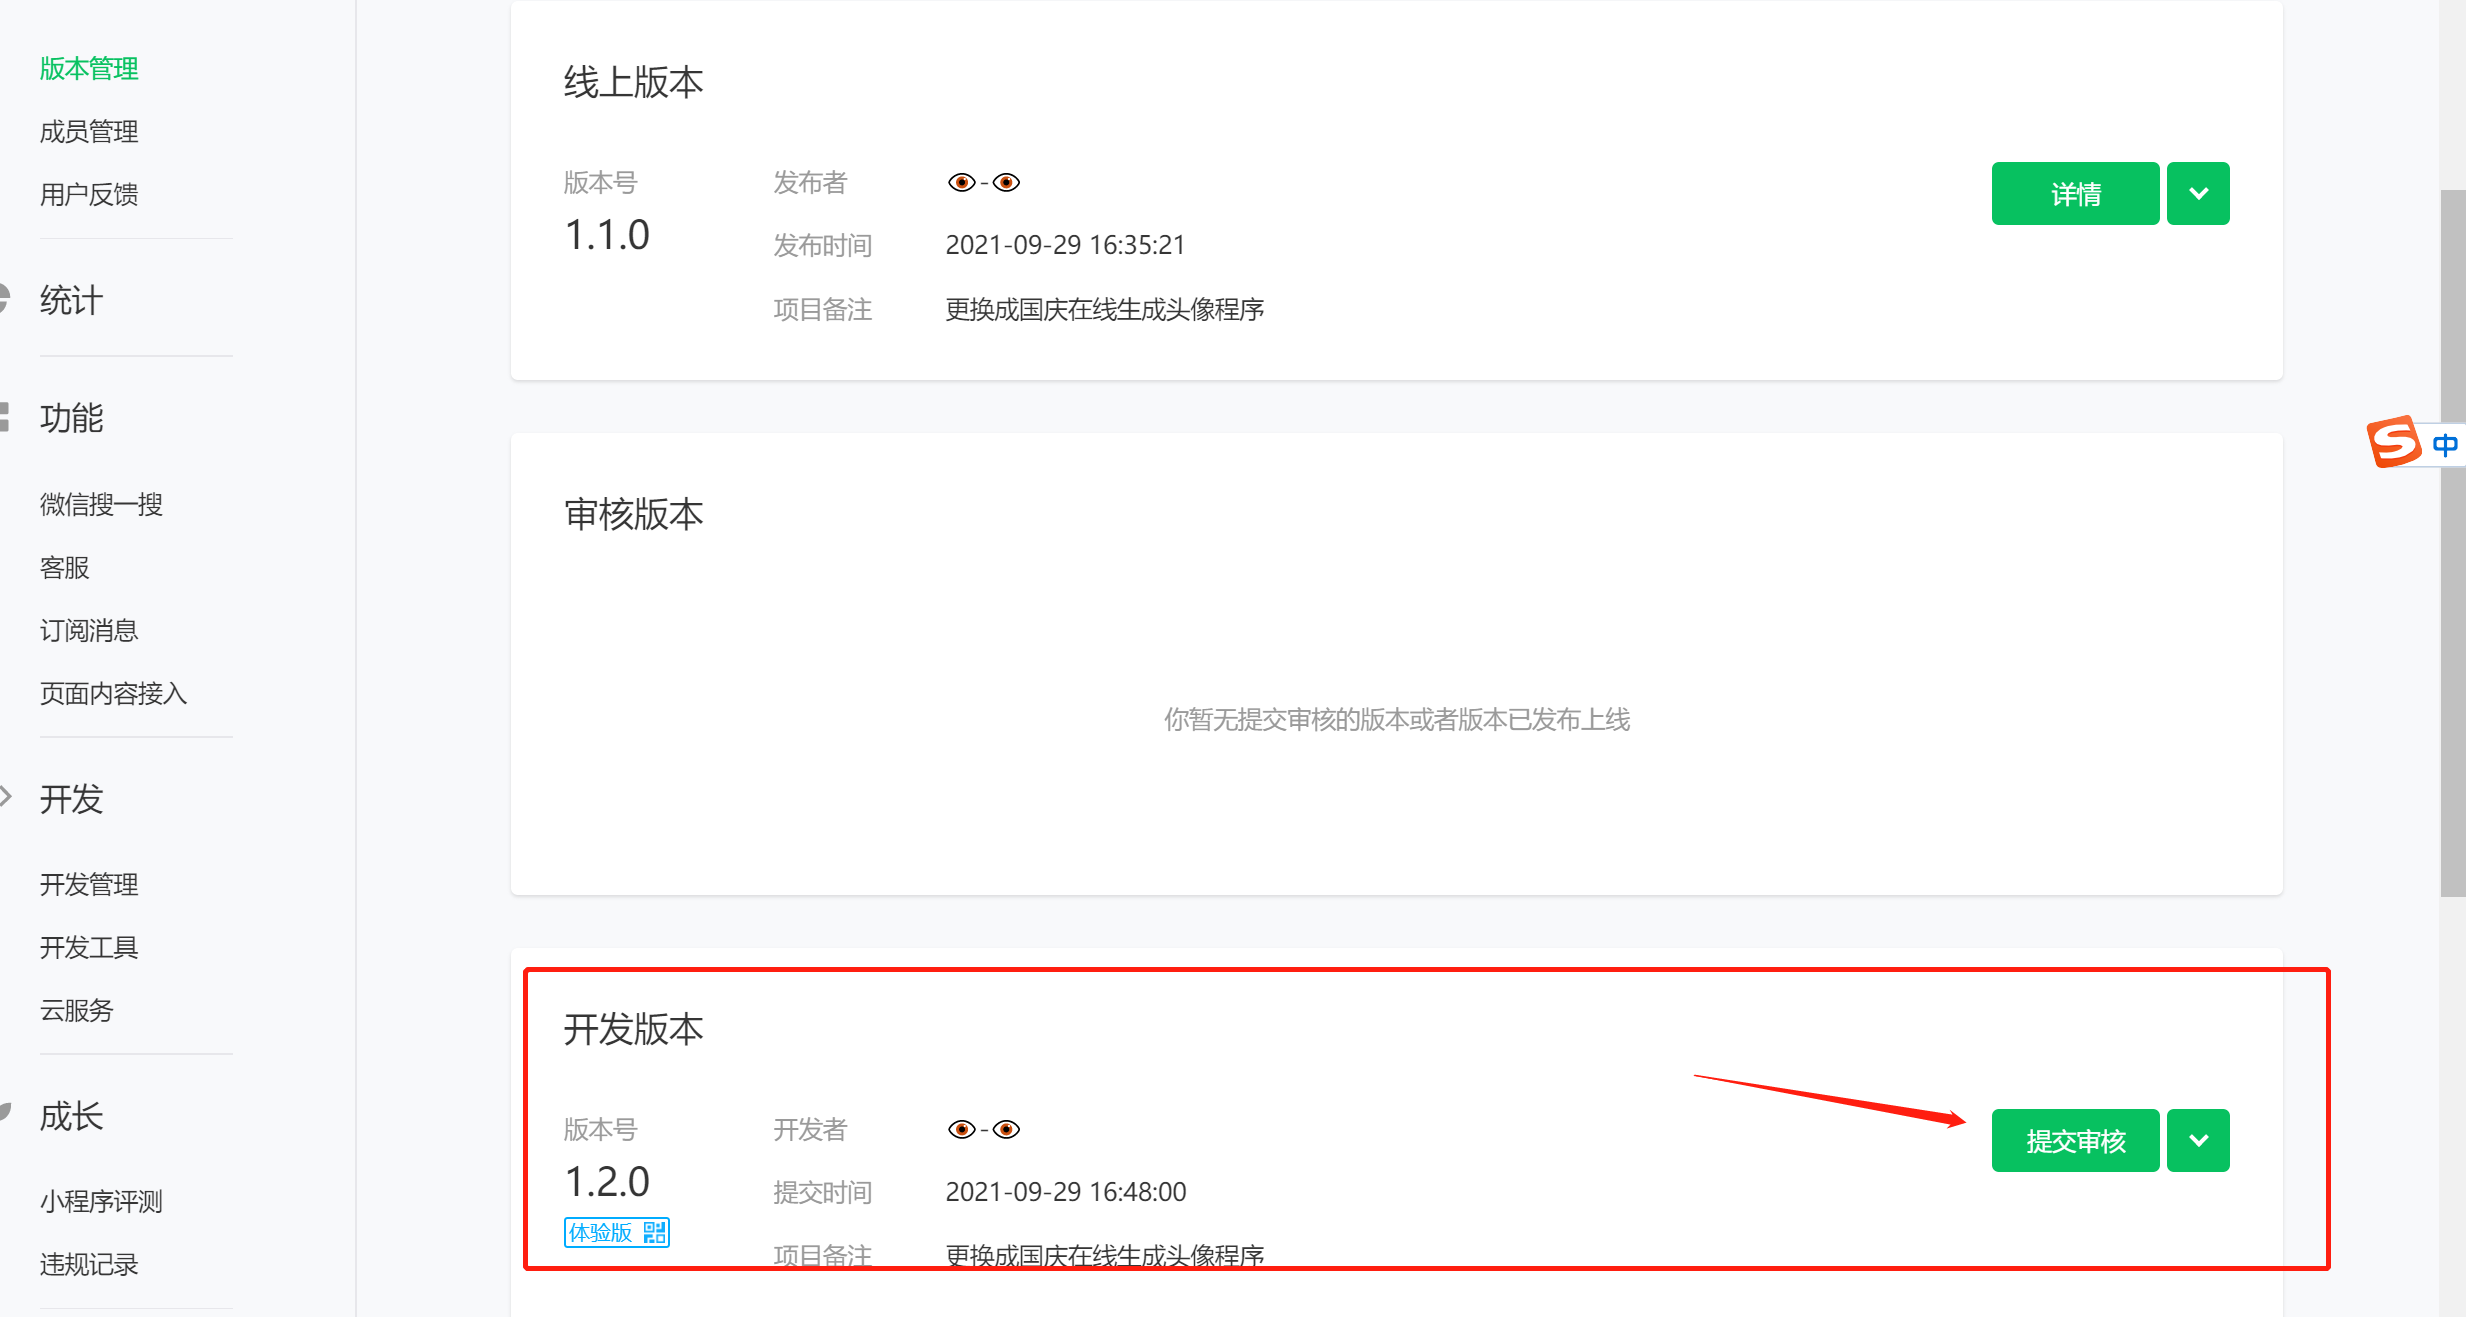 版本管理
成员管理
用户反馈
统计
功能
微信搜一搜
客服
订阅消息
页面内容接入
开发
开发管理
开发工具
云服务
成长
小程序评测
违规记录
线上版本
版本号
1.1.0
发布者 👁-👁
发布时间 2021-09-29 16:35:21
项目备注 更换成国庆在线生成头像程序
详情
审核版本
你暂无提交审核的版本或者版本已发布上线
中
开发版本
版本号
1.2.0
体验版
开发者 👁-👁
提交时间 2021-09-29 16:48:00
项目备注 更换成国庆在线生成头像程序
提交审核